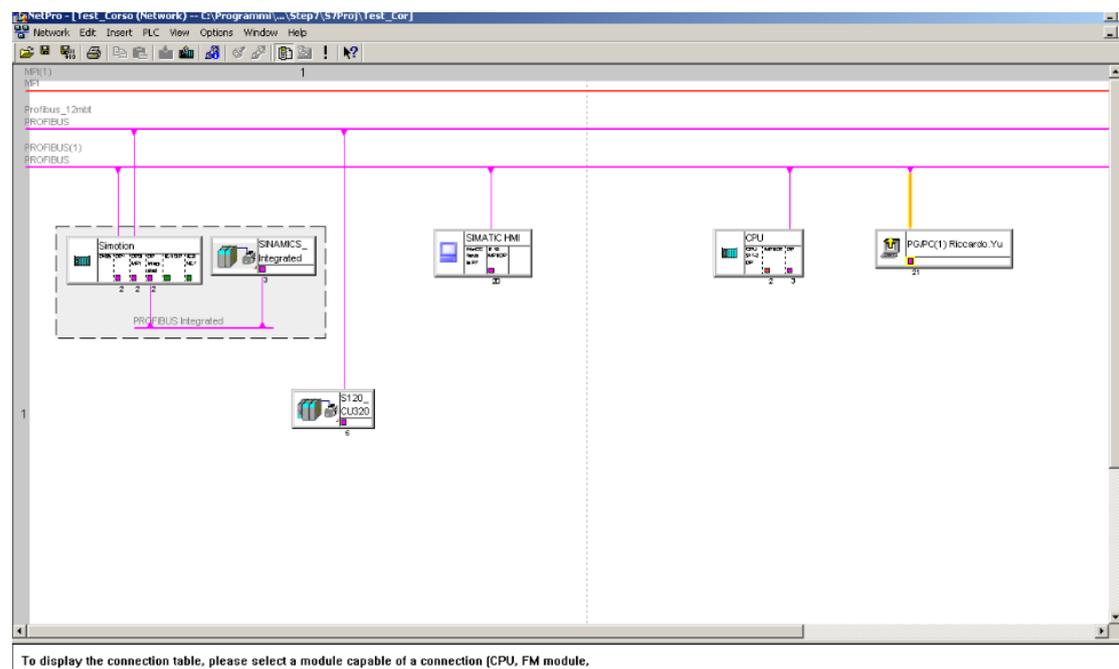 NetPro - [Test_Corso (Network) -- C:\Programmi\...\Step7\S7Proj\Test_Cor]
Network Edit Insert PLC View Options Window Help
MPI(1)
1
MPI
Profibus_12mbt
PROFIBUS
PROFIBUS(1)
PROFIBUS
Simotion
2 2 2
SINAMICS_
Integrated
3
PROFIBUS Integrated
SIMATIC HMI
20
CPU
2 3
PG/PC(1) Riccardo.Yu
21
1
S120_
CU320
6
To display the connection table, please select a module capable of a connection (CPU, FM module,